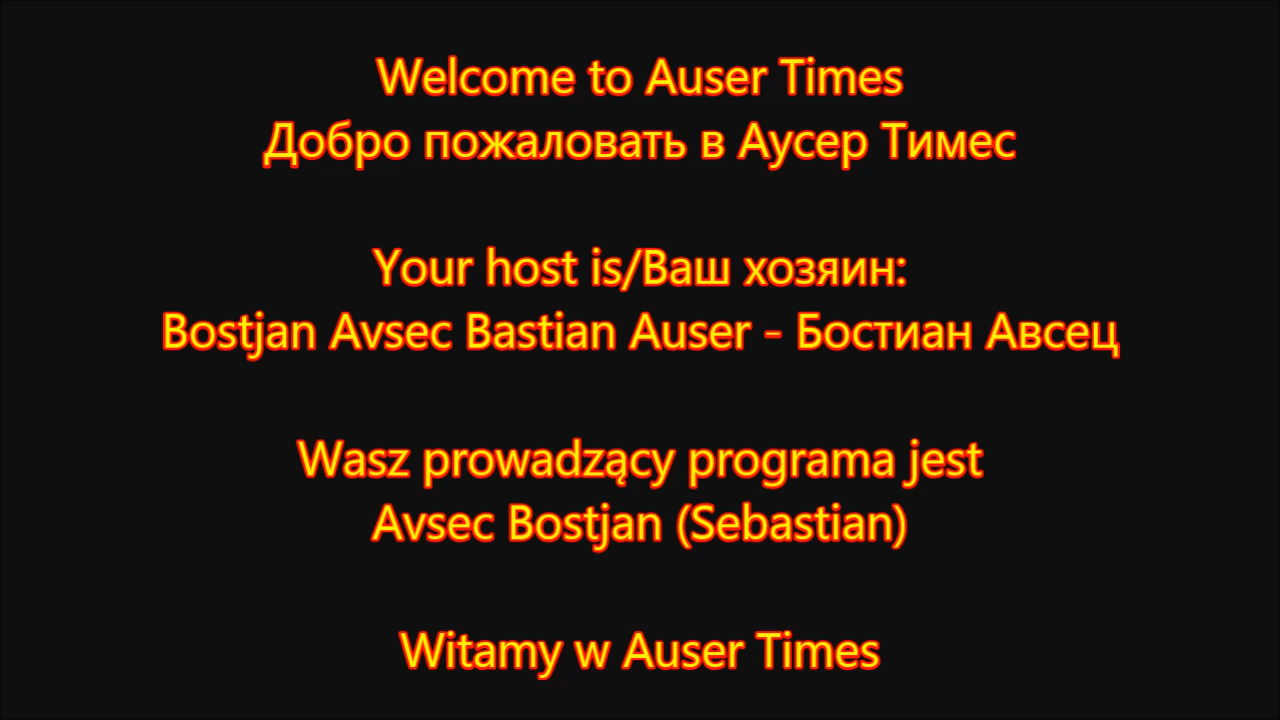 Welcome to Auser Times
Добро пожаловать в Аусер Тимес
Your host is/Ваш хозяин:
Bostjan Avsec Bastian Auser - Бостиан Авсец
Wasz prowadzący programa jest
Avsec Bostjan (Sebastian)
Witamy w Auser Times